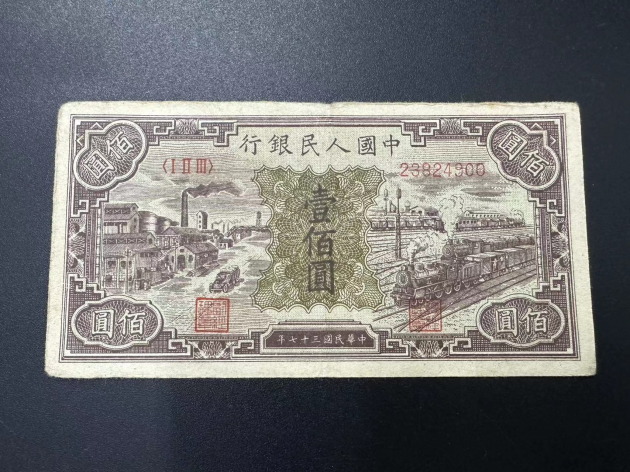 圓佰
圓佰
行銀民人國中
〈I II III〉
23824300
壹佰圓
圓佰
圓佰
年七十三國民華中